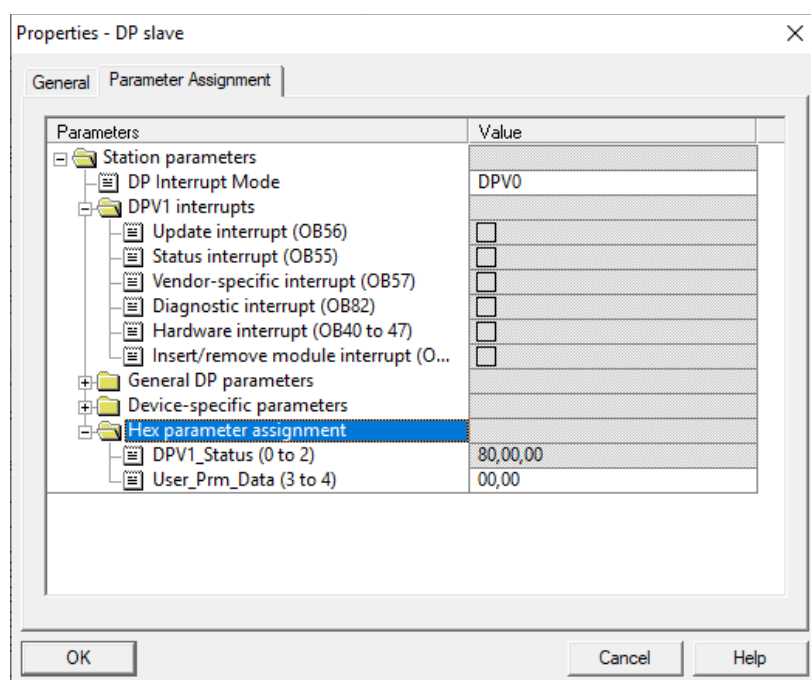 Properties - DP slave
General Parameter Assignment
Parameters Value
Station parameters
DP Interrupt Mode DPV0
DPV1 interrupts
Update interrupt (OB56)
Status interrupt (OB55)
Vendor-specific interrupt (OB57)
Diagnostic interrupt (OB82)
Hardware interrupt (OB40 to 47)
Insert/remove module interrupt (O...
General DP parameters
Device-specific parameters
Hex parameter assignment
DPV1_Status (0 to 2) 80,00,00
User_Prm_Data (3 to 4) 00,00
OK Cancel Help